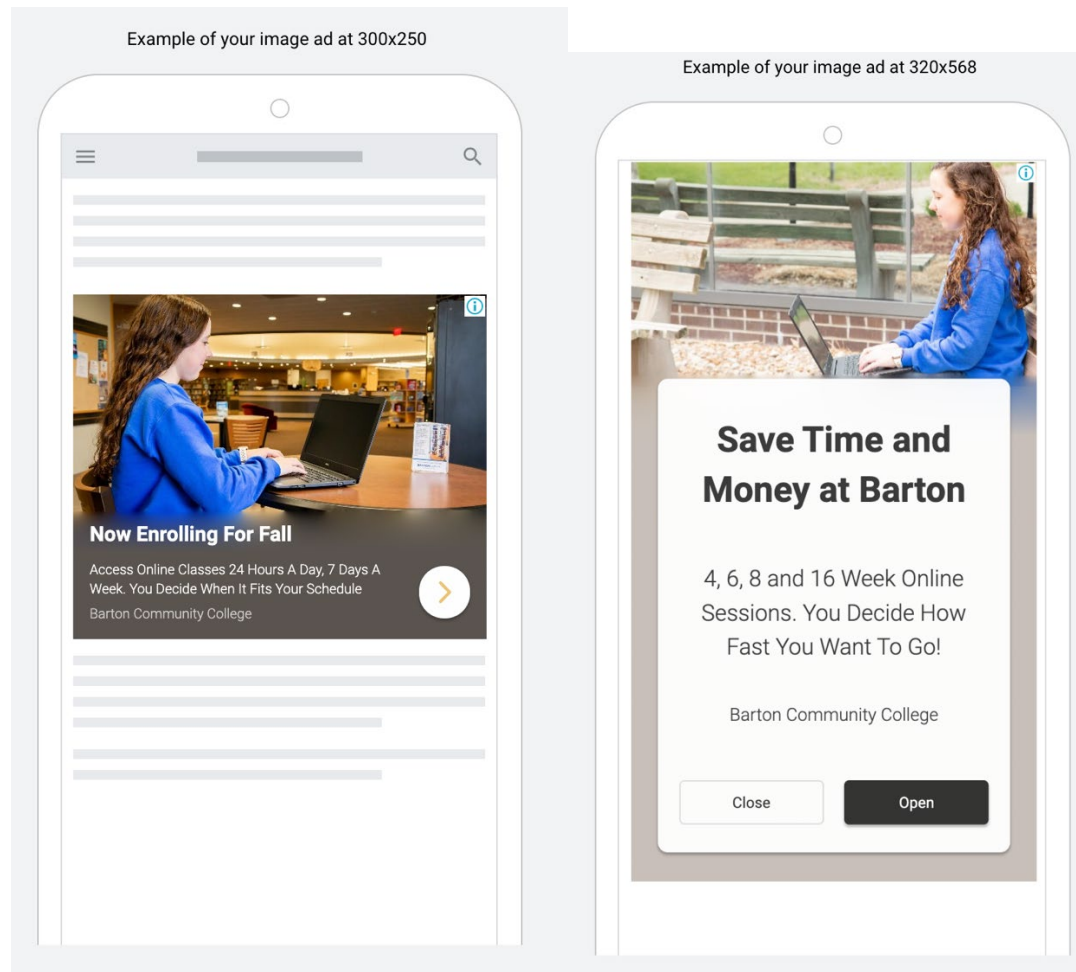 Example of your image ad at 300x250
Now Enrolling For Fall
Access Online Classes 24 Hours A Day, 7 Days A
Week. You Decide When It Fits Your Schedule
Barton Community College
Example of your image ad at 320x568
Save Time and
Money at Barton
4, 6, 8 and 16 Week Online
Sessions. You Decide How
Fast You Want To Go!
Barton Community College
Close
Open